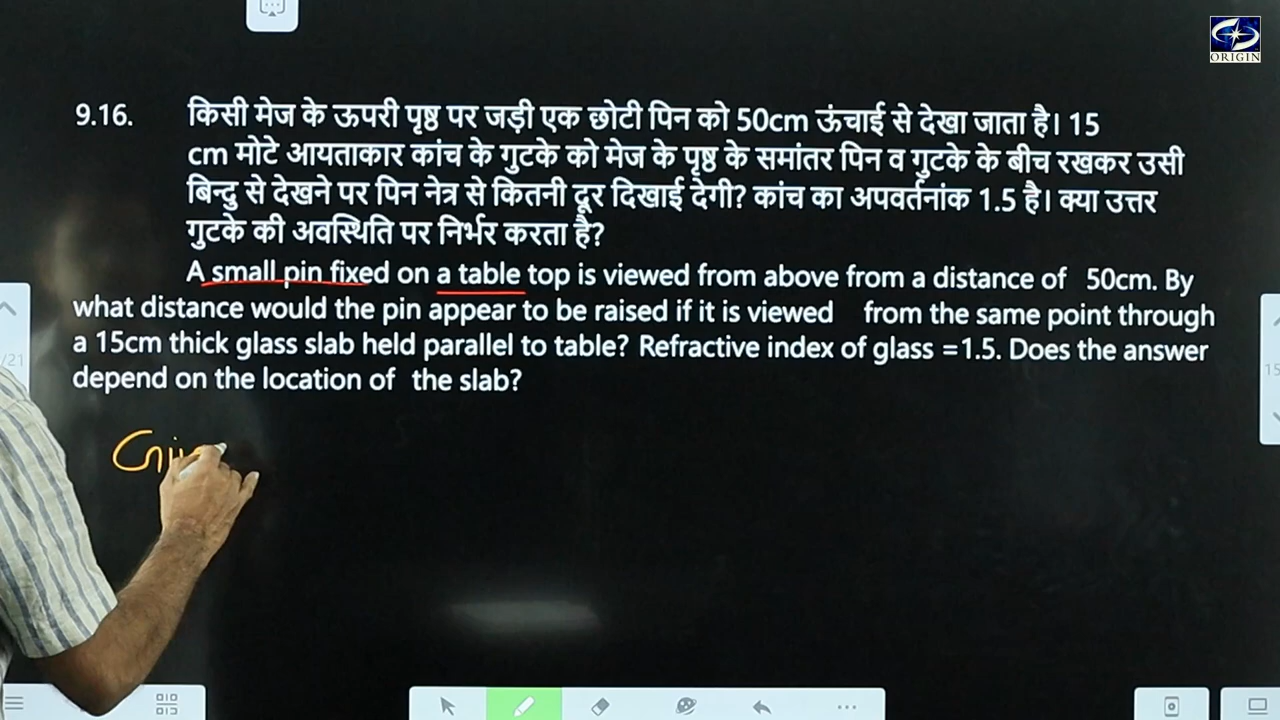 ORIGIN
9.16. किसी मेज के ऊपरी पृष्ठ पर जड़ी एक छोटी पिन को 50cm ऊंचाई से देखा जाता है। 15
cm मोटे आयताकार कांच के गुटके को मेज के पृष्ठ के समांतर पिन व गुटके के बीच रखकर उसी
बिन्दु से देखने पर पिन नेत्र से कितनी दूर दिखाई देगी? कांच का अपवर्तनांक 1.5 है। क्या उत्तर
गुटके की अवस्थिति पर निर्भर करता है?
A small pin fixed on a table top is viewed from above from a distance of 50cm. By
what distance would the pin appear to be raised if it is viewed from the same point through
a 15cm thick glass slab held parallel to table? Refractive index of glass =1.5. Does the answer
depend on the location of the slab?